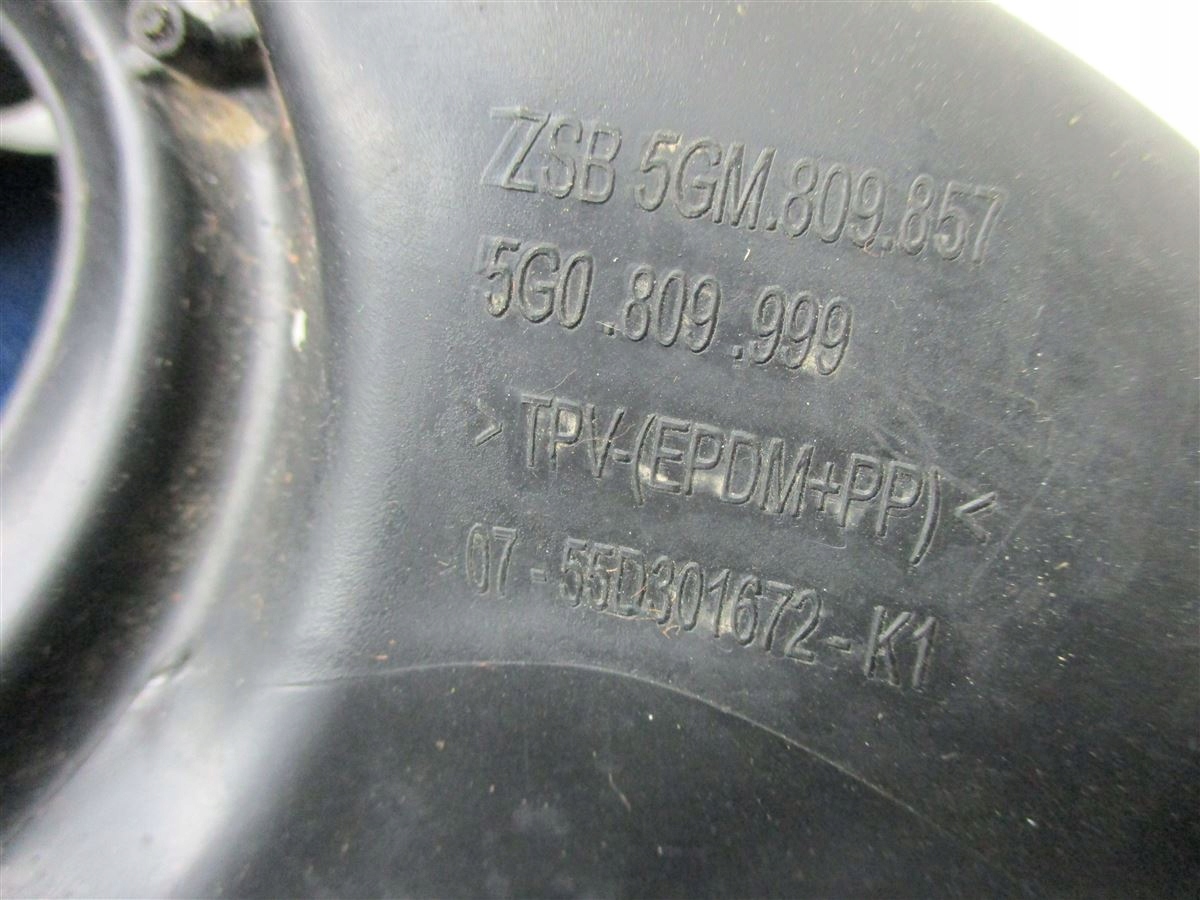 ZSB 5GM.809.857
5G0 .809 .999
> TPV-(EPDM+PP) <
07 - 55D301672 - K1